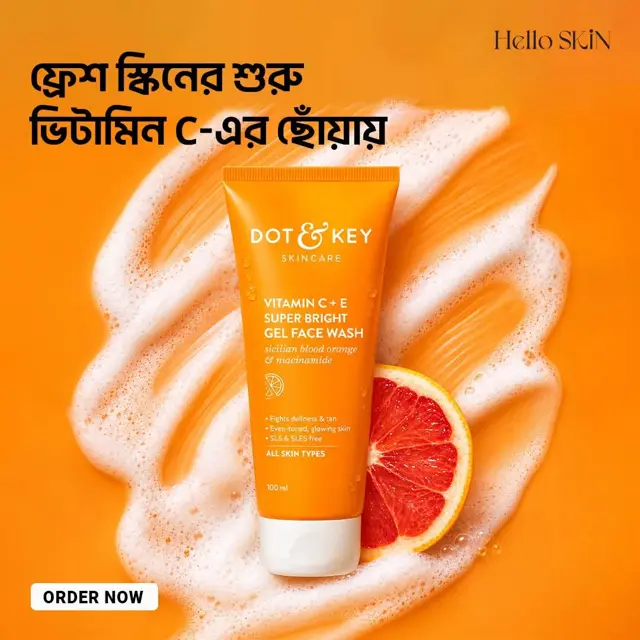 Hello SKiN
ফ্রেশ স্কিনের শুরু
ভিটামিন C-এর ছোঁয়ায়
DOT & KEY
SKINCARE
VITAMIN C + E
SUPER BRIGHT
GEL FACE WASH
sicilian blood orange
& niacinamide
• Fights dullness & tan
• Even-toned, glowing skin
• SLS & SLES free
ALL SKIN TYPES
100 ml
ORDER NOW